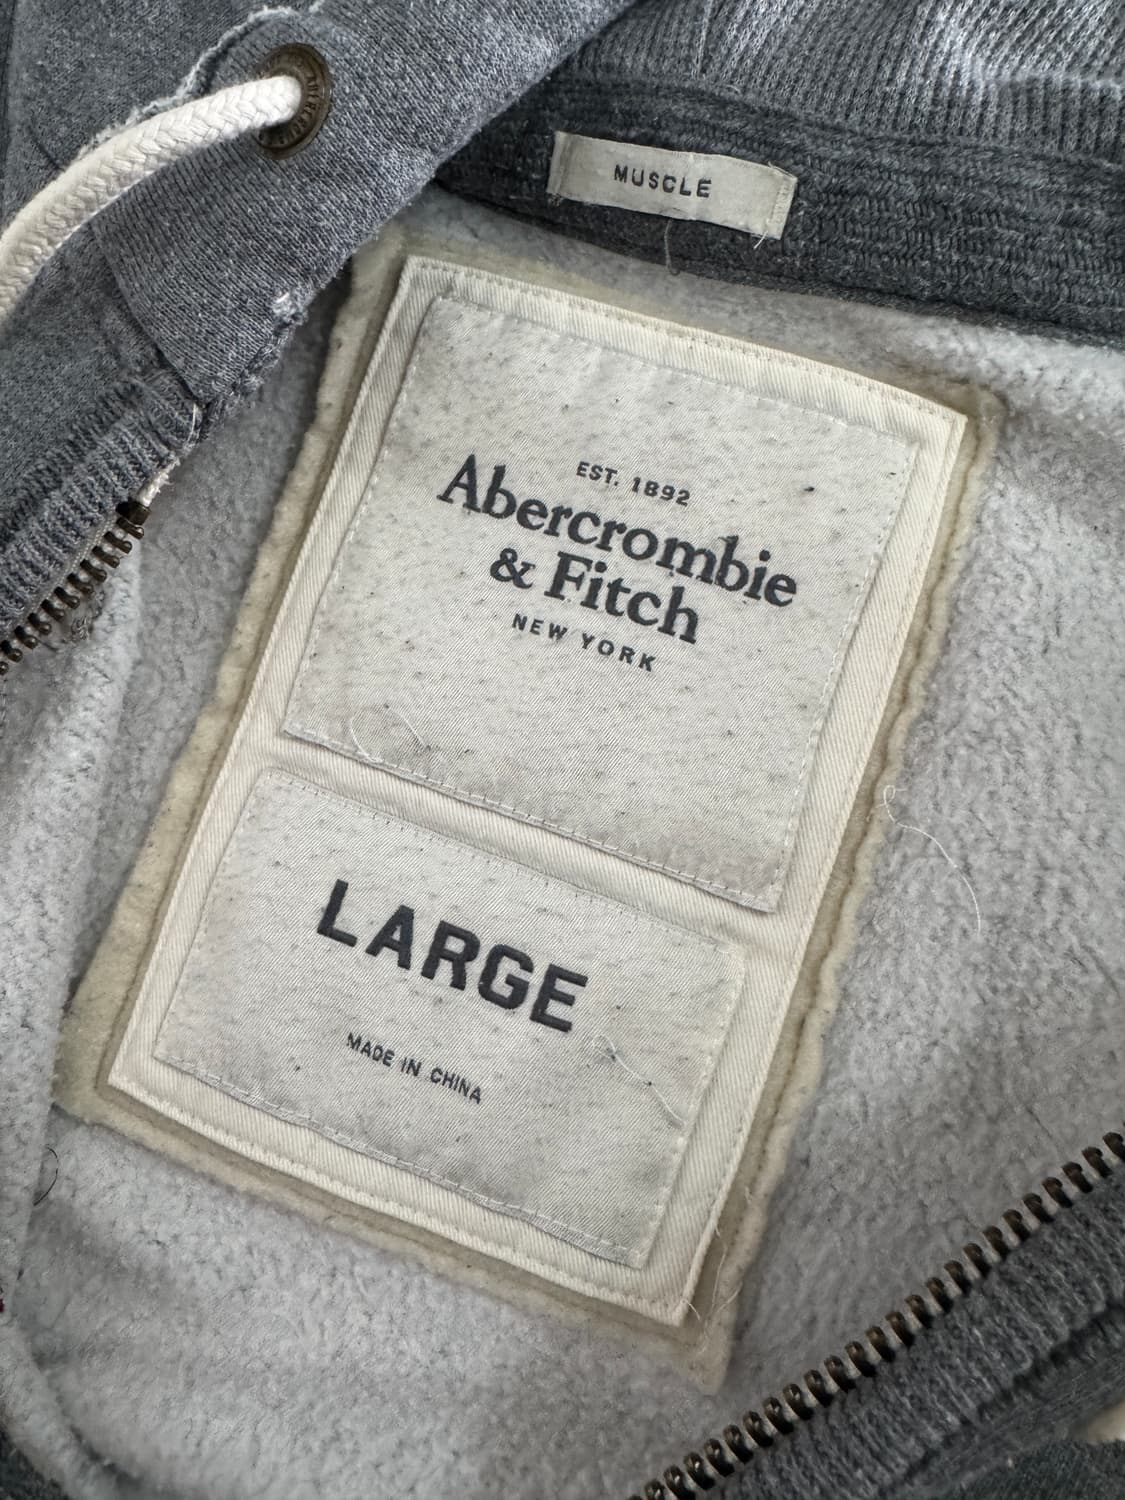 MUSCLE
EST. 1892
Abercrombie
& Fitch
NEW YORK
LARGE
MADE IN CHINA